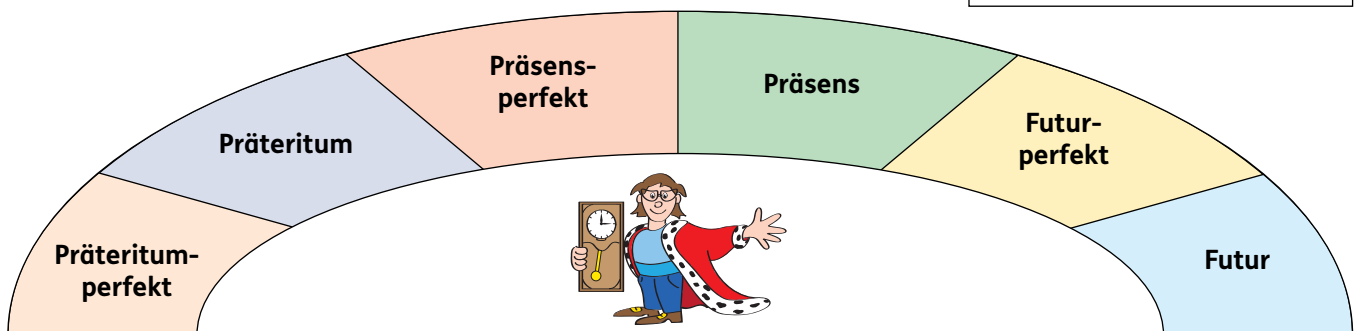 Präteritum-
perfekt
Präteritum
Präsens-
perfekt
Präsens
Futur-
perfekt
Futur